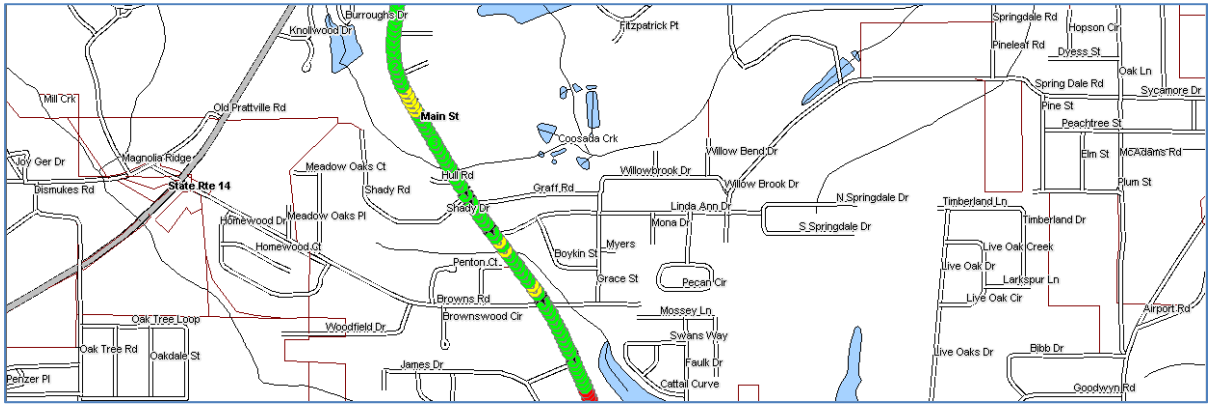 Burroughs Dr
Fitzpatrick Pt
Springdale Rd
Knollwood Dr
Hopson Cir
Pineleaf Rd
Dyess St
Oak Ln
Spring Dale Rd
Sycamore Dr
Mill Crk
Old Prattville Rd
Pine St
Main St
Peachtree St
Coosada Crk
Willow Bend Dr
Elm St
McAdams Rd
Joy Ger Dr
Magnolia Ridge
Meadow Oaks Ct
Hull Rd
Willowbrook Dr
Dismukes Rd
State Rte 14
Shady Rd
Graff Rd
Willow Brook Dr
Plum St
Shady Dr
Linda Ann Dr
N Springdale Dr
Timberland Ln
Homewood Dr
Meadow Oaks Pl
Mona Dr
S Springdale Dr
Timberland Dr
Homewood Ct
Boykin St
Myers
Live Oak Creek
Penton Ct
Live Oak Dr
Grace St
Pecan Cir
Larkspur Ln
Browns Rd
Live Oak Cir
Brownswood Cir
Mossey Ln
Airport Rd
Oak Tree Loop
Woodfield Dr
Swans Way
Oak Tree Rd
Oakdale St
Live Oaks Dr
Bibb Dr
James Dr
Faulk Dr
Penzer Pl
Cattail Curve
Goodwyn Rd